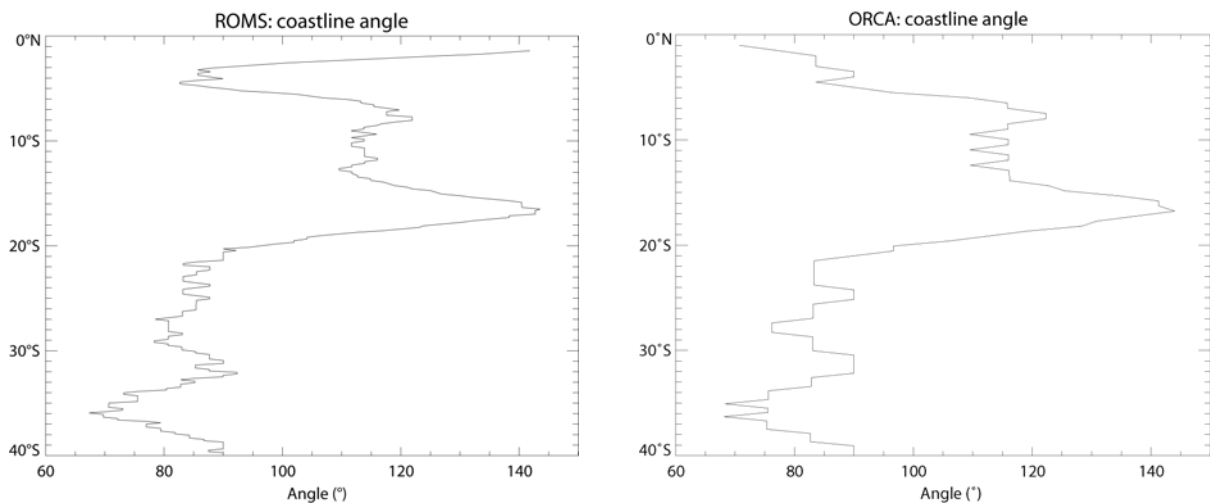 ROMS: coastline angle
0°N
10°S
20°S
30°S
40°S
60 80 100 120 140
Angle (°)
ORCA: coastline angle
0˚N
10˚S
20˚S
30˚S
40˚S
60 80 100 120 140
Angle (˚)